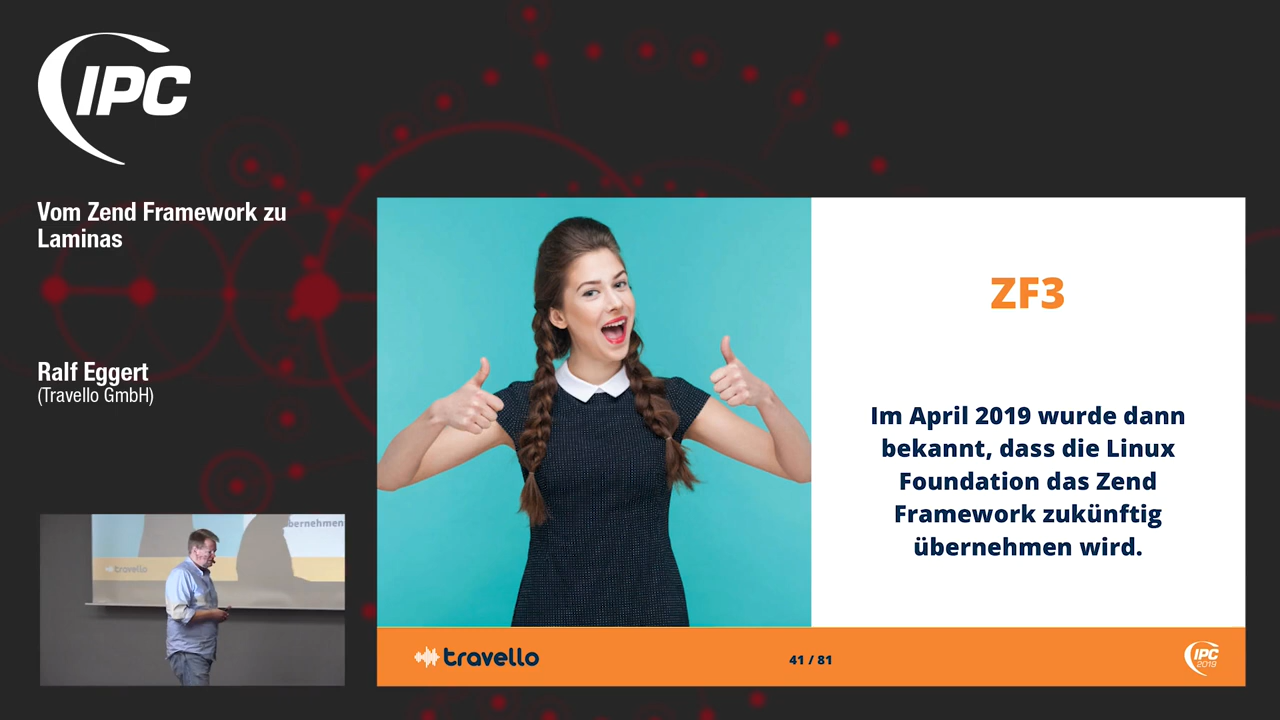 IPC
Vom Zend Framework zu
Laminas
Ralf Eggert
(Travello GmbH)
bernehmen
travello
ZF3
Im April 2019 wurde dann
bekannt, dass die Linux
Foundation das Zend
Framework zukünftig
übernehmen wird.
travello
41 / 81
IPC
2019